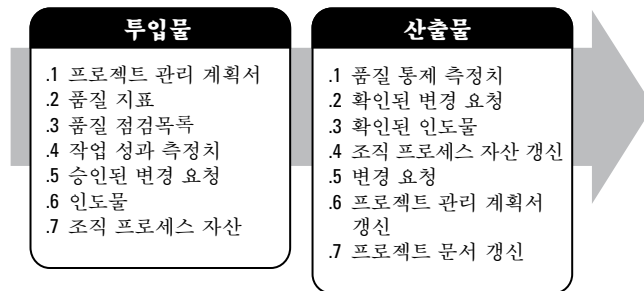 투입물
.1 프로젝트 관리 계획서
.2 품질 지표
.3 품질 점검목록
.4 작업 성과 측정치
.5 승인된 변경 요청
.6 인도물
.7 조직 프로세스 자산
산출물
.1 품질 통제 측정치
.2 확인된 변경 요청
.3 확인된 인도물
.4 조직 프로세스 자산 갱신
.5 변경 요청
.6 프로젝트 관리 계획서
갱신
.7 프로젝트 문서 갱신